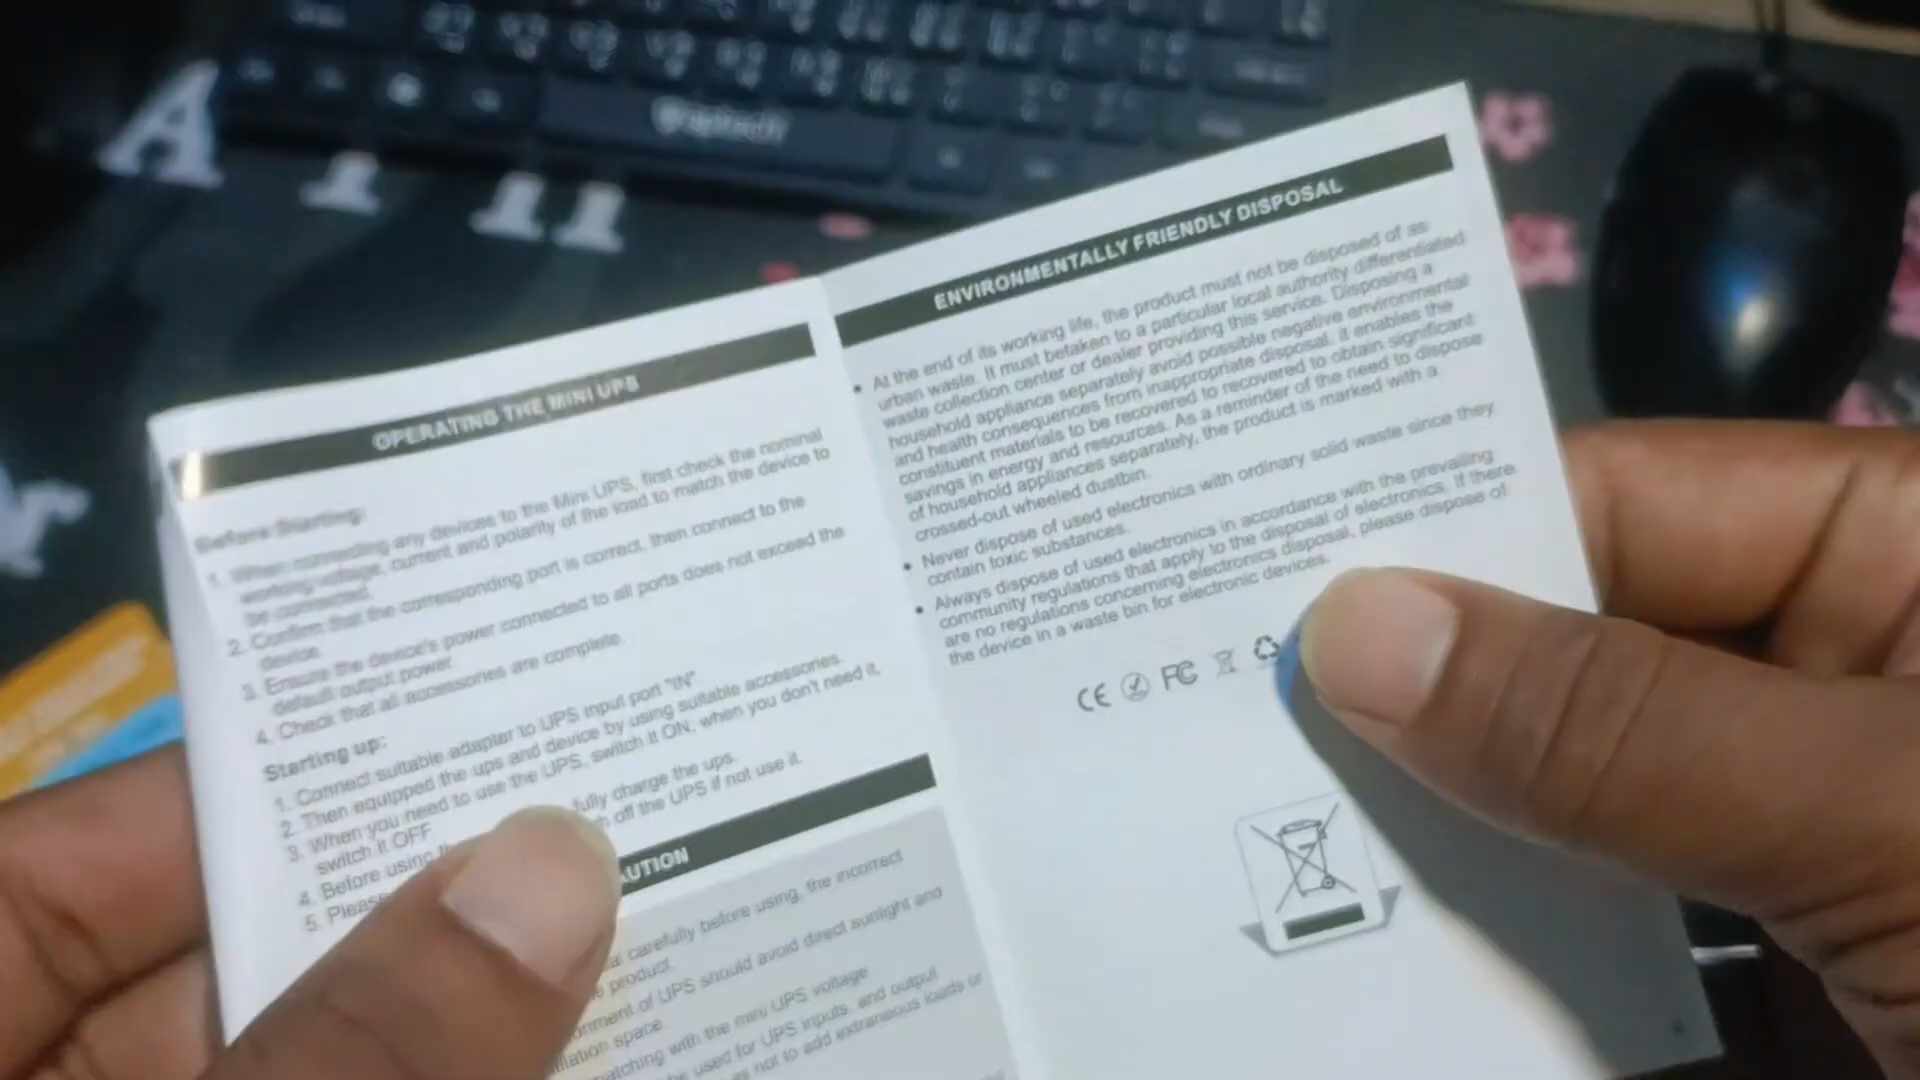 OPERATING THE MINI UPS
Before Starting:
1. When connecting any devices to the Mini UPS, first check the nominal
working voltage, current and polarity of the load to match the device to
be connected.
2. Confirm that the corresponding port is correct, then connect to the
device.
3. Ensure the device's power connected to all ports does not exceed the
default output power.
4. Check that all accessories are complete.
Starting up:
1. Connect suitable adapter to UPS input port "IN".
2. Then equipped the ups and device by using suitable accessories.
3. When you need to use the UPS, switch it ON, when you don't need it,
switch it OFF.
4. Before using fully charge the ups.
5. Please off the UPS if not use it.
carefully before using, the incorrect
product.
of UPS should avoid direct sunlight and
space.
with the mini UPS voltage
used for UPS inputs, and output
not to add extraneous loads or
ENVIRONMENTALLY FRIENDLY DISPOSAL
• At the end of its working life, the product must not be disposed of as
urban waste. It must betaken to a particular local authority differentiated
waste collection center or dealer providing this service. Disposing a
household appliance separately avoid possible negative environmental
and health consequences from inappropriate disposal, it enables the
constituent materials to be recovered to recovered to obtain significant
savings in energy and resources. As a reminder of the need to dispose
of household appliances separately, the product is marked with a
crossed-out wheeled dustbin.
• Never dispose of used electronics with ordinary solid waste since they
contain toxic substances.
• Always dispose of used electronics in accordance with the prevailing
community regulations that apply to the disposal of electronics. If there
are no regulations concerning electronics disposal, please dispose of
the device in a waste bin for electronic devices.
CE FC
A